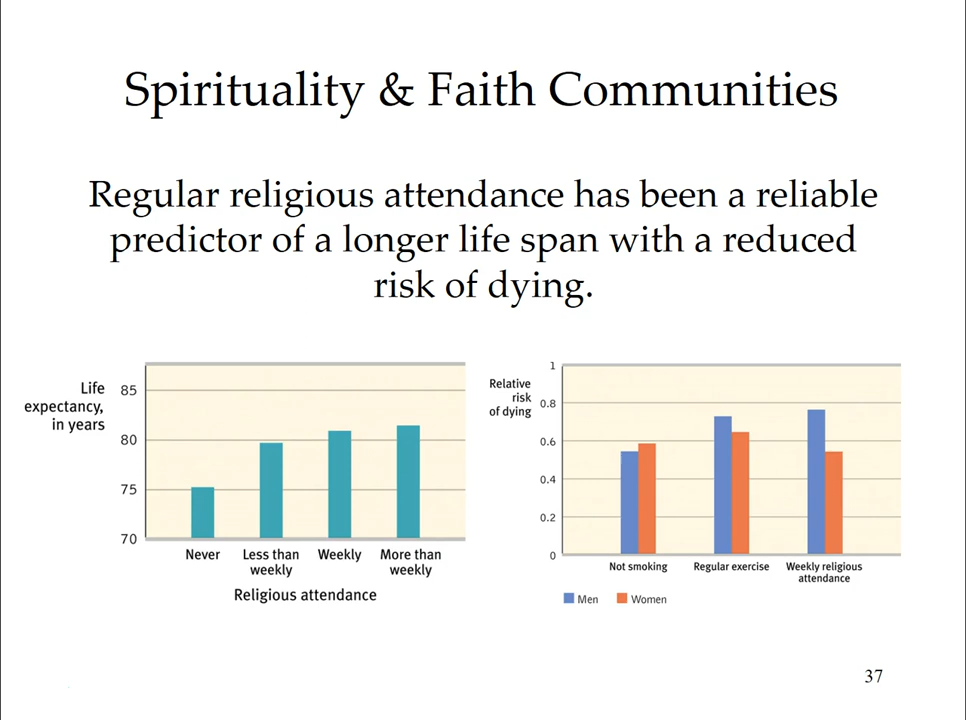 Spirituality & Faith Communities
Regular religious attendance has been a reliable
predictor of a longer life span with a reduced
risk of dying.
Life
expectancy,
in years
85
80
75
70
Never
Less than
weekly
Weekly
More than
weekly
Religious attendance
Relative
risk
of dying
1
0.8
0.6
0.4
0.2
0
Not smoking
Regular exercise
Weekly religious
attendance
Men
Women
37